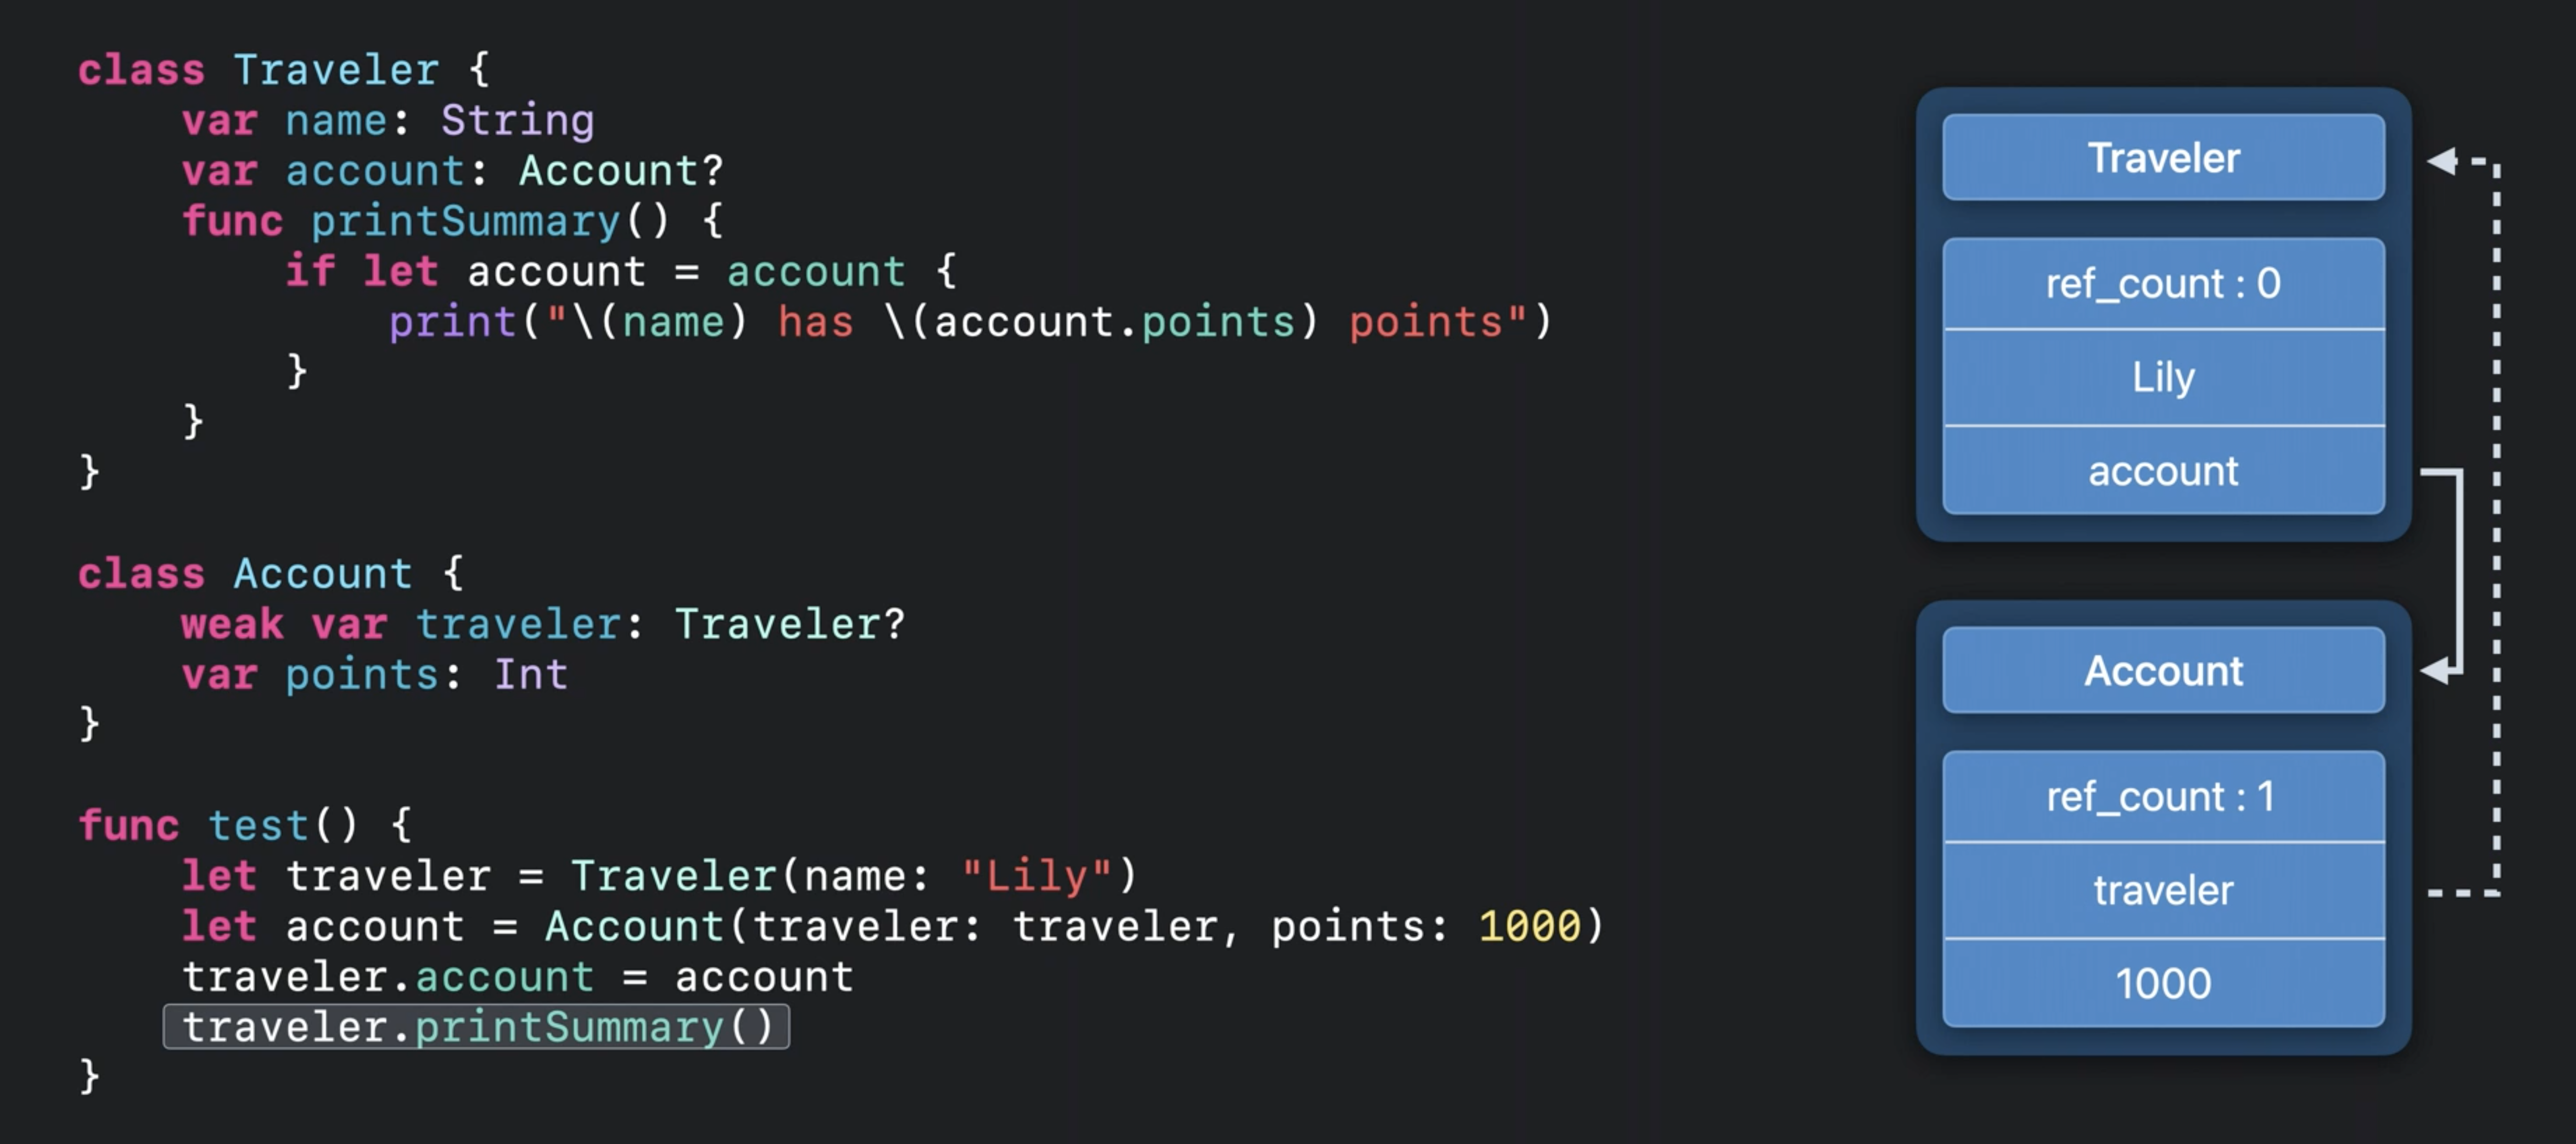 class Traveler {
    var name: String
    var account: Account?
    func printSummary() {
        if let account = account {
            print("\(name) has \(account.points) points")
        }
    }
}
class Account {
    weak var traveler: Traveler?
    var points: Int
}
func test() {
    let traveler = Traveler(name: "Lily")
    let account = Account(traveler: traveler, points: 1000)
    traveler.account = account
    traveler.printSummary()
}
Traveler
ref_count : 0
Lily
account
Account
ref_count : 1
traveler
1000